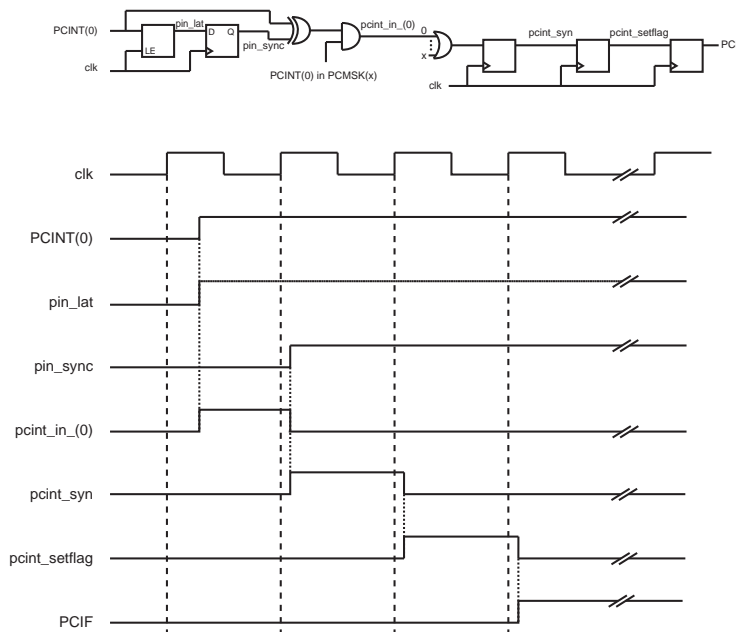 PCINT(0)
LE
pin_lat
D Q
pin_sync
clk
PCINT(0) in PCMSK(x)
pcint_in_(0)
0
x
clk
pcint_syn
pcint_setflag
PC
clk
PCINT(0)
pin_lat
pin_sync
pcint_in_(0)
pcint_syn
pcint_setflag
PCIF